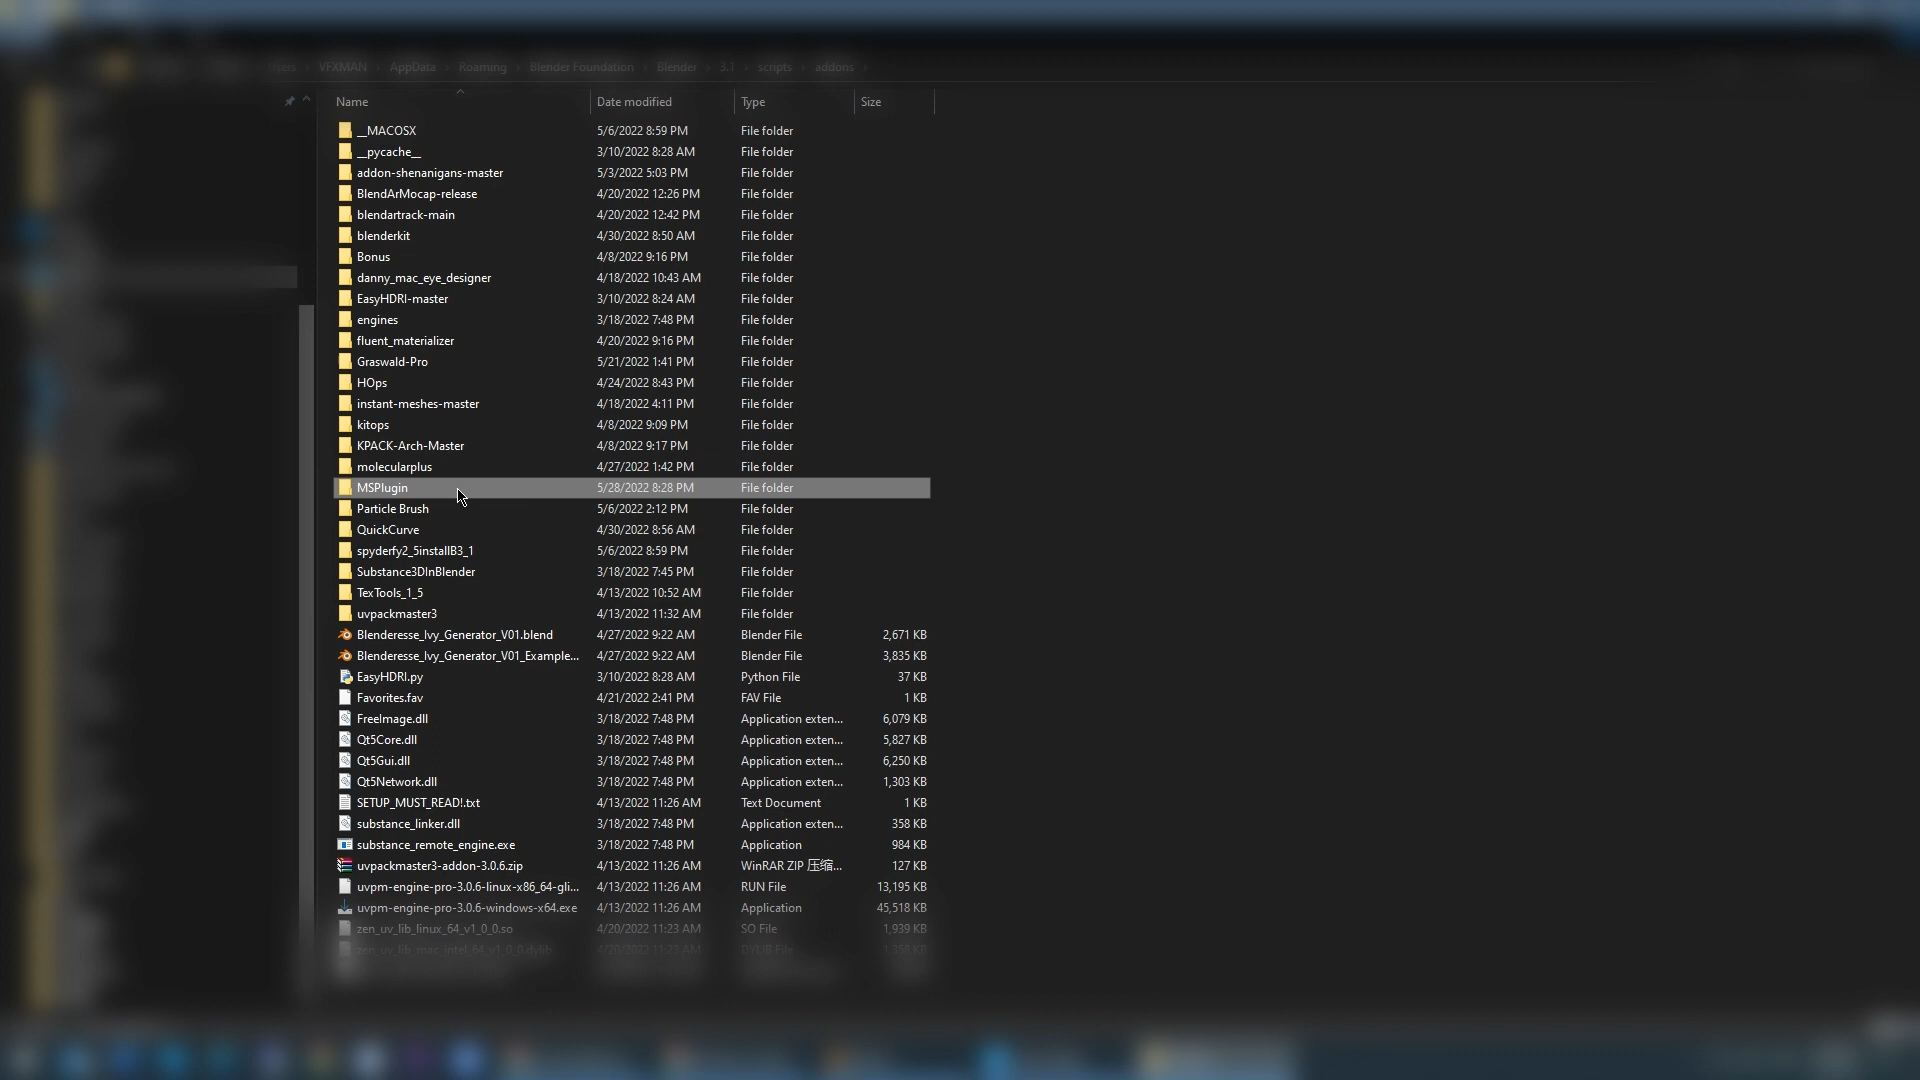 VFXMAN AppData Roaming Blender Foundation Blender 3.1 scripts addons
Name Date modified Type Size
__MACOSX 5/6/2022 8:59 PM File folder
__pycache__ 3/10/2022 8:28 AM File folder
addon-shenanigans-master 5/3/2022 5:03 PM File folder
BlendArMocap-release 4/20/2022 12:26 PM File folder
blendartrack-main 4/20/2022 12:42 PM File folder
blenderkit 4/30/2022 8:50 AM File folder
Bonus 4/8/2022 9:16 PM File folder
danny_mac_eye_designer 4/18/2022 10:43 AM File folder
EasyHDRI-master 3/10/2022 8:24 AM File folder
engines 3/18/2022 7:48 PM File folder
fluent_materializer 4/20/2022 9:16 PM File folder
Graswald-Pro 5/21/2022 1:41 PM File folder
HOps 4/24/2022 8:43 PM File folder
instant-meshes-master 4/18/2022 4:11 PM File folder
kitops 4/8/2022 9:09 PM File folder
KPACK-Arch-Master 4/8/2022 9:17 PM File folder
molecularplus 4/27/2022 1:42 PM File folder
MSPlugin 5/28/2022 8:28 PM File folder
Particle Brush 5/6/2022 2:12 PM File folder
QuickCurve 4/30/2022 8:56 AM File folder
spyderfy2_5installB3_1 5/6/2022 8:59 PM File folder
Substance3DInBlender 3/18/2022 7:45 PM File folder
TexTools_1_5 4/13/2022 10:52 AM File folder
uvpackmaster3 4/13/2022 11:32 AM File folder
Blenderesse_Ivy_Generator_V01.blend 4/27/2022 9:22 AM Blender File 2,671 KB
Blenderesse_Ivy_Generator_V01_Example... 4/27/2022 9:22 AM Blender File 3,835 KB
EasyHDRI.py 3/10/2022 8:28 AM Python File 37 KB
Favorites.fav 4/21/2022 2:41 PM FAV File 1 KB
FreeImage.dll 3/18/2022 7:48 PM Application exten... 6,079 KB
Qt5Core.dll 3/18/2022 7:48 PM Application exten... 5,827 KB
Qt5Gui.dll 3/18/2022 7:48 PM Application exten... 6,250 KB
Qt5Network.dll 3/18/2022 7:48 PM Application exten... 1,303 KB
SETUP_MUST_READ!.txt 4/13/2022 11:26 AM Text Document 1 KB
substance_linker.dll 3/18/2022 7:48 PM Application exten... 358 KB
substance_remote_engine.exe 3/18/2022 7:48 PM Application 984 KB
uvpackmaster3-addon-3.0.6.zip 4/13/2022 11:26 AM WinRAR ZIP 压缩... 127 KB
uvpm-engine-pro-3.0.6-linux-x86_64-gli... 4/13/2022 11:26 AM RUN File 13,195 KB
uvpm-engine-pro-3.0.6-windows-x64.exe 4/13/2022 11:26 AM Application 45,518 KB
zen_uv_lib_linux_64_v1_0_0.so 4/20/2022 11:23 AM SO File 1,939 KB
zen_uv_lib_mac_intel_64_v1_0_0.dylib 4/20/2022 11:23 AM DYLIB File